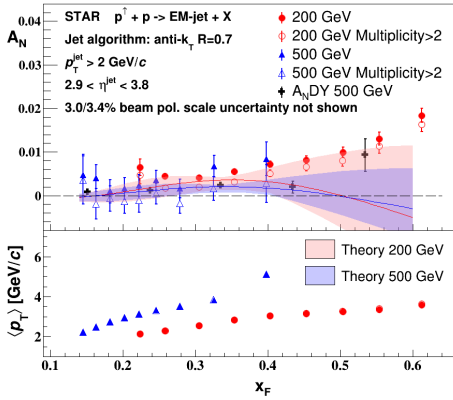 STAR p↑ + p -> EM-jet + X
Jet algorithm: anti-k_T R=0.7
p_T^jet > 2 GeV/c
2.9 < η^jet < 3.8
3.0/3.4% beam pol. scale uncertainty not shown
200 GeV
200 GeV Multiplicity>2
500 GeV
500 GeV Multiplicity>2
A_NDY 500 GeV
A_N
0.04
0.02
0.01
0
Theory 200 GeV
Theory 500 GeV
⟨p_T⟩ [GeV/c]
6
4
2
0.1 0.2 0.3 0.4 0.5 0.6
x_F